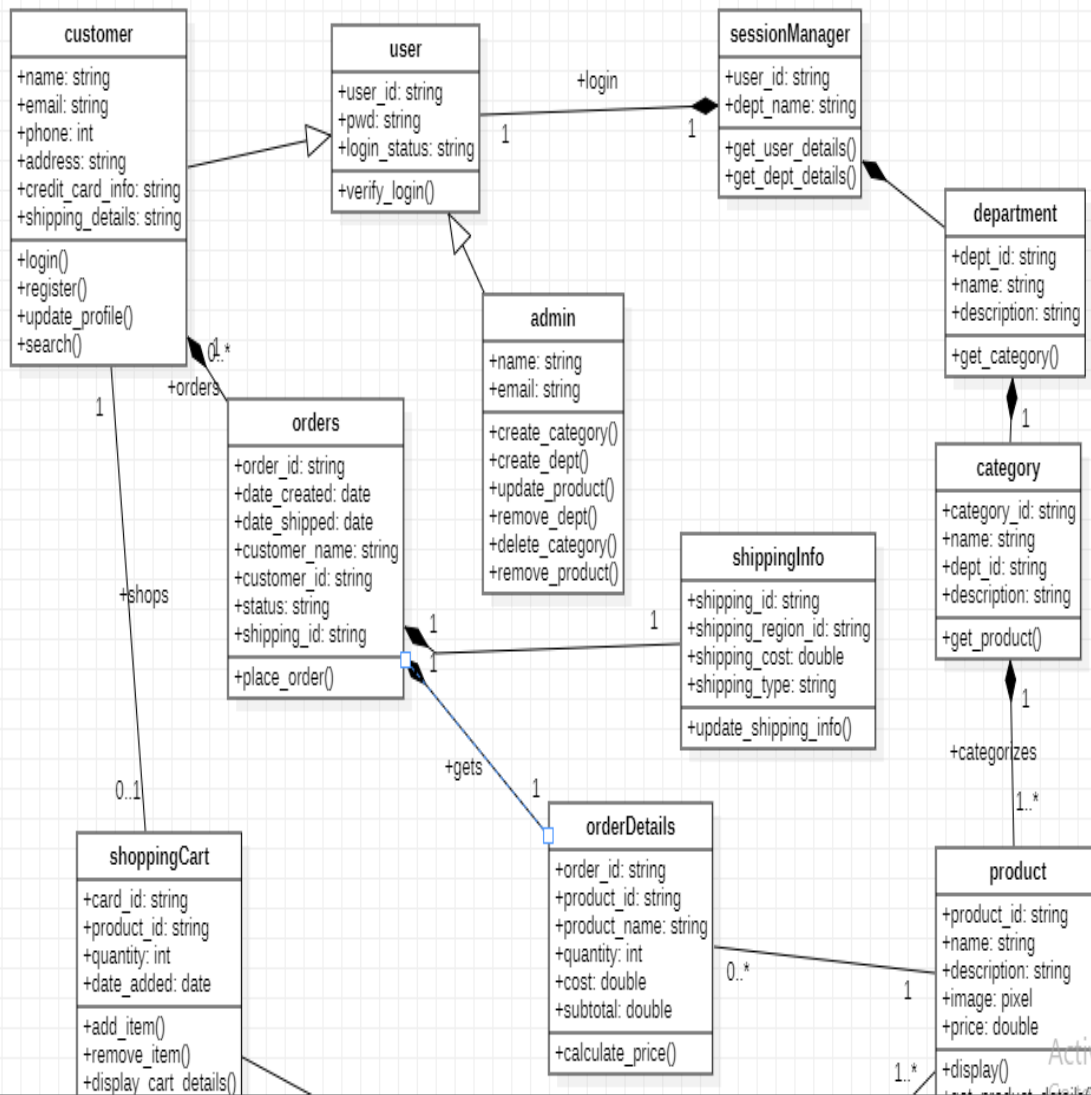 customer
+name: string
+email: string
+phone: int
+address: string
+credit_card_info: string
+shipping_details: string
+login()
+register()
+update_profile()
+search()
user
+user_id: string
+pwd: string
+login_status: string
+verify_login()
+login
1
1
sessionManager
+user_id: string
+dept_name: string
+get_user_details()
+get_dept_details()
department
+dept_id: string
+name: string
+description: string
+get_category()
1
admin
+name: string
+email: string
+create_category()
+create_dept()
+update_product()
+remove_dept()
+delete_category()
+remove_product()
1
0..*
+orders
orders
+order_id: string
+date_created: date
+date_shipped: date
+customer_name: string
+customer_id: string
+status: string
+shipping_id: string
+place_order()
1
+shops
0..1
category
+category_id: string
+name: string
+dept_id: string
+description: string
+get_product()
1
+categorizes
1..*
shippingInfo
+shipping_id: string
+shipping_region_id: string
+shipping_cost: double
+shipping_type: string
+update_shipping_info()
1
1
1
+gets
1
shoppingCart
+card_id: string
+product_id: string
+quantity: int
+date_added: date
+add_item()
+remove_item()
+display_cart_details()
orderDetails
+order_id: string
+product_id: string
+product_name: string
+quantity: int
+cost: double
+subtotal: double
+calculate_price()
0..*
1
product
+product_id: string
+name: string
+description: string
+image: pixel
+price: double
+display()
1..*
Acti